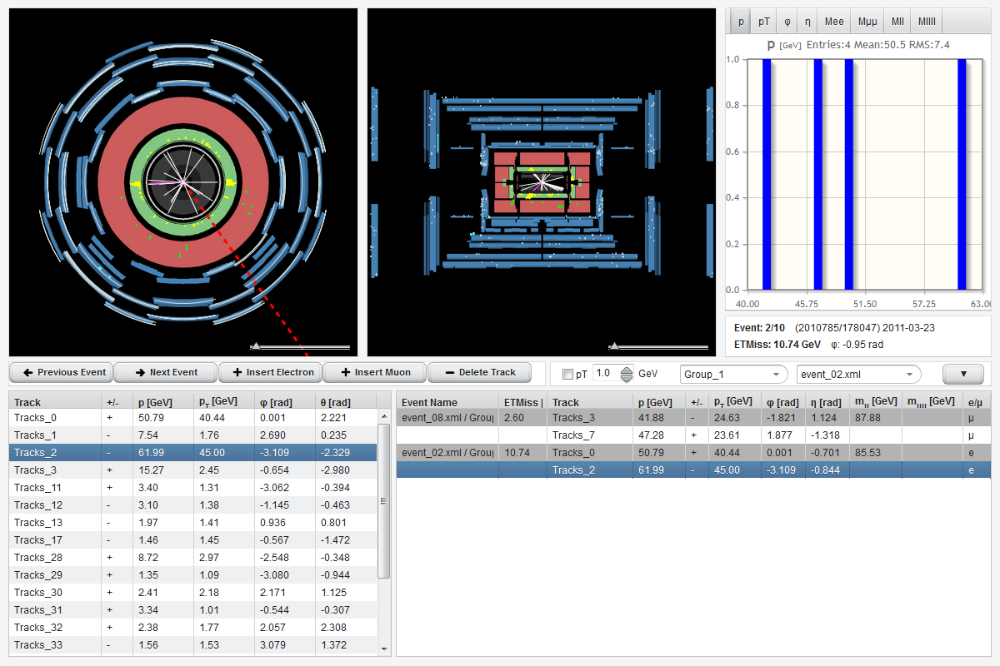 p pT φ η Mee Mμμ Mll Mllll
p [GeV] Entries:4 Mean:50.5 RMS:7.4
1.0
0.8
0.6
0.4
0.2
0.0
40.00 45.75 51.50 57.25 63.00
Event: 2/10 (2010785/178047) 2011-03-23
ETMiss: 10.74 GeV φ: -0.95 rad
Previous Event Next Event Insert Electron Insert Muon Delete Track
pT 1.0 GeV Group_1 event_02.xml
Track +/- p [GeV] pT [GeV] φ [rad] θ [rad]
Tracks_0 + 50.79 40.44 0.001 2.221
Tracks_1 - 7.54 1.76 2.690 0.235
Tracks_2 - 61.99 45.00 -3.109 -2.329
Tracks_3 + 15.27 2.45 -0.654 -2.980
Tracks_11 + 3.40 1.31 -3.062 -0.394
Tracks_12 - 3.10 1.38 -1.145 -0.463
Tracks_13 - 1.97 1.41 0.936 0.801
Tracks_17 - 1.46 1.45 -0.567 -1.472
Tracks_28 + 8.72 2.97 -2.548 -0.348
Tracks_29 + 1.35 1.09 -3.080 -0.944
Tracks_30 + 2.41 2.18 2.171 1.125
Tracks_31 + 3.34 1.01 -0.544 -0.307
Tracks_32 + 2.38 1.77 2.057 2.308
Tracks_33 - 1.56 1.53 3.079 1.372
Event Name ETMiss Track p [GeV] +/- pT [GeV] φ [rad] η [rad] mll [GeV] mllll [GeV] e/μ
event_08.xml / Group 2.60 Tracks_3 41.88 - 24.63 -1.821 1.124 87.88 μ
Tracks_7 47.28 + 23.61 1.877 -1.318 μ
event_02.xml / Group 10.74 Tracks_0 50.79 + 40.44 0.001 -0.701 85.53 e
Tracks_2 61.99 - 45.00 -3.109 -0.844 e